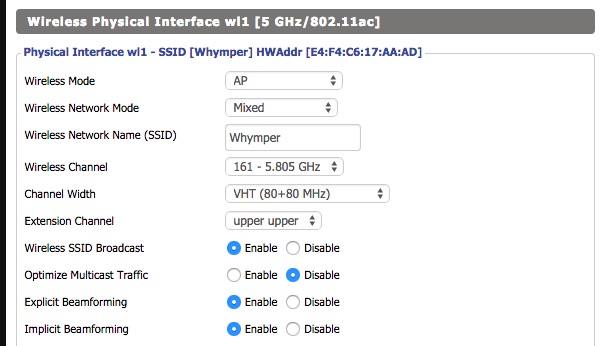 Wireless Physical Interface wl1 [5 GHz/802.11ac]
Physical Interface wl1 - SSID [Whymper] HWAddr [E4:F4:C6:17:AA:AD]
Wireless Mode AP
Wireless Network Mode Mixed
Wireless Network Name (SSID) Whymper
Wireless Channel 161 - 5.805 GHz
Channel Width VHT (80+80 MHz)
Extension Channel upper upper
Wireless SSID Broadcast Enable Disable
Optimize Multicast Traffic Enable Disable
Explicit Beamforming Enable Disable
Implicit Beamforming Enable Disable